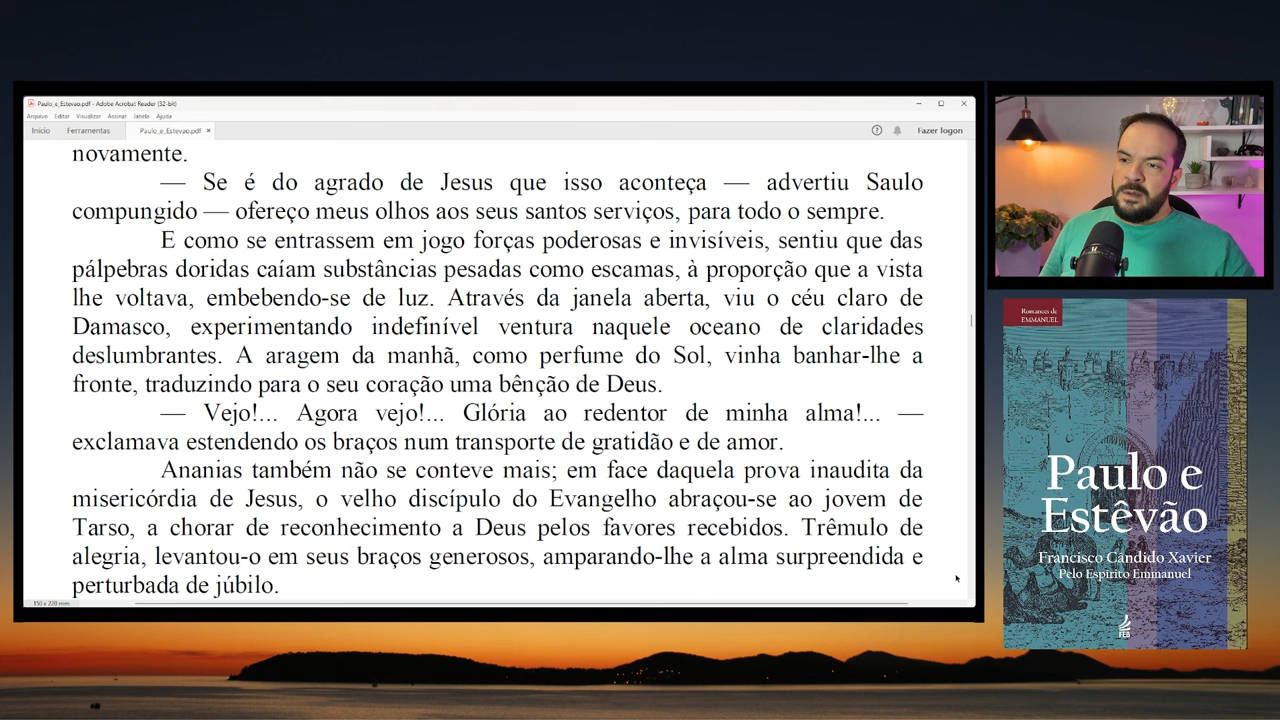 Paulo_e_Estevao.pdf - Adobe Acrobat Reader (32-bit)
Arquivo Editar Visualizar Assinar Janela Ajuda
Início Ferramentas Paulo_e_Estevao.pdf × Fazer logon
novamente.
— Se é do agrado de Jesus que isso aconteça — advertiu Saulo
compungido — ofereço meus olhos aos seus santos serviços, para todo o sempre.
E como se entrassem em jogo forças poderosas e invisíveis, sentiu que das
pálpebras doridas caíam substâncias pesadas como escamas, à proporção que a vista
lhe voltava, embebendo-se de luz. Através da janela aberta, viu o céu claro de
Damasco, experimentando indefinível ventura naquele oceano de claridades
deslumbrantes. A aragem da manhã, como perfume do Sol, vinha banhar-lhe a
fronte, traduzindo para o seu coração uma bênção de Deus.
— Vejo!... Agora vejo!... Glória ao redentor de minha alma!... —
exclamava estendendo os braços num transporte de gratidão e de amor.
Ananias também não se conteve mais; em face daquela prova inaudita da
misericórdia de Jesus, o velho discípulo do Evangelho abraçou-se ao jovem de
Tarso, a chorar de reconhecimento a Deus pelos favores recebidos. Trêmulo de
alegria, levantou-o em seus braços generosos, amparando-lhe a alma surpreendida e
perturbada de júbilo.
150 x 220 mm
Romances de
EMMANUEL
Paulo e
Estêvão
Francisco Cândido Xavier
Pelo Espírito Emmanuel
FEB